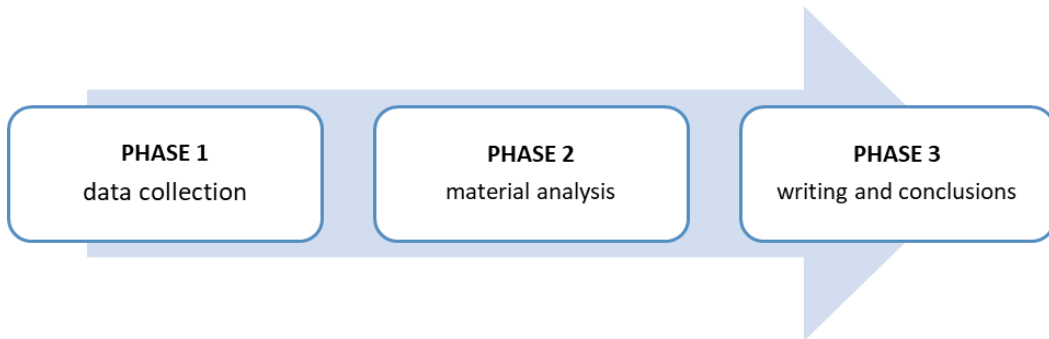 PHASE 1
data collection
PHASE 2
material analysis
PHASE 3
writing and conclusions